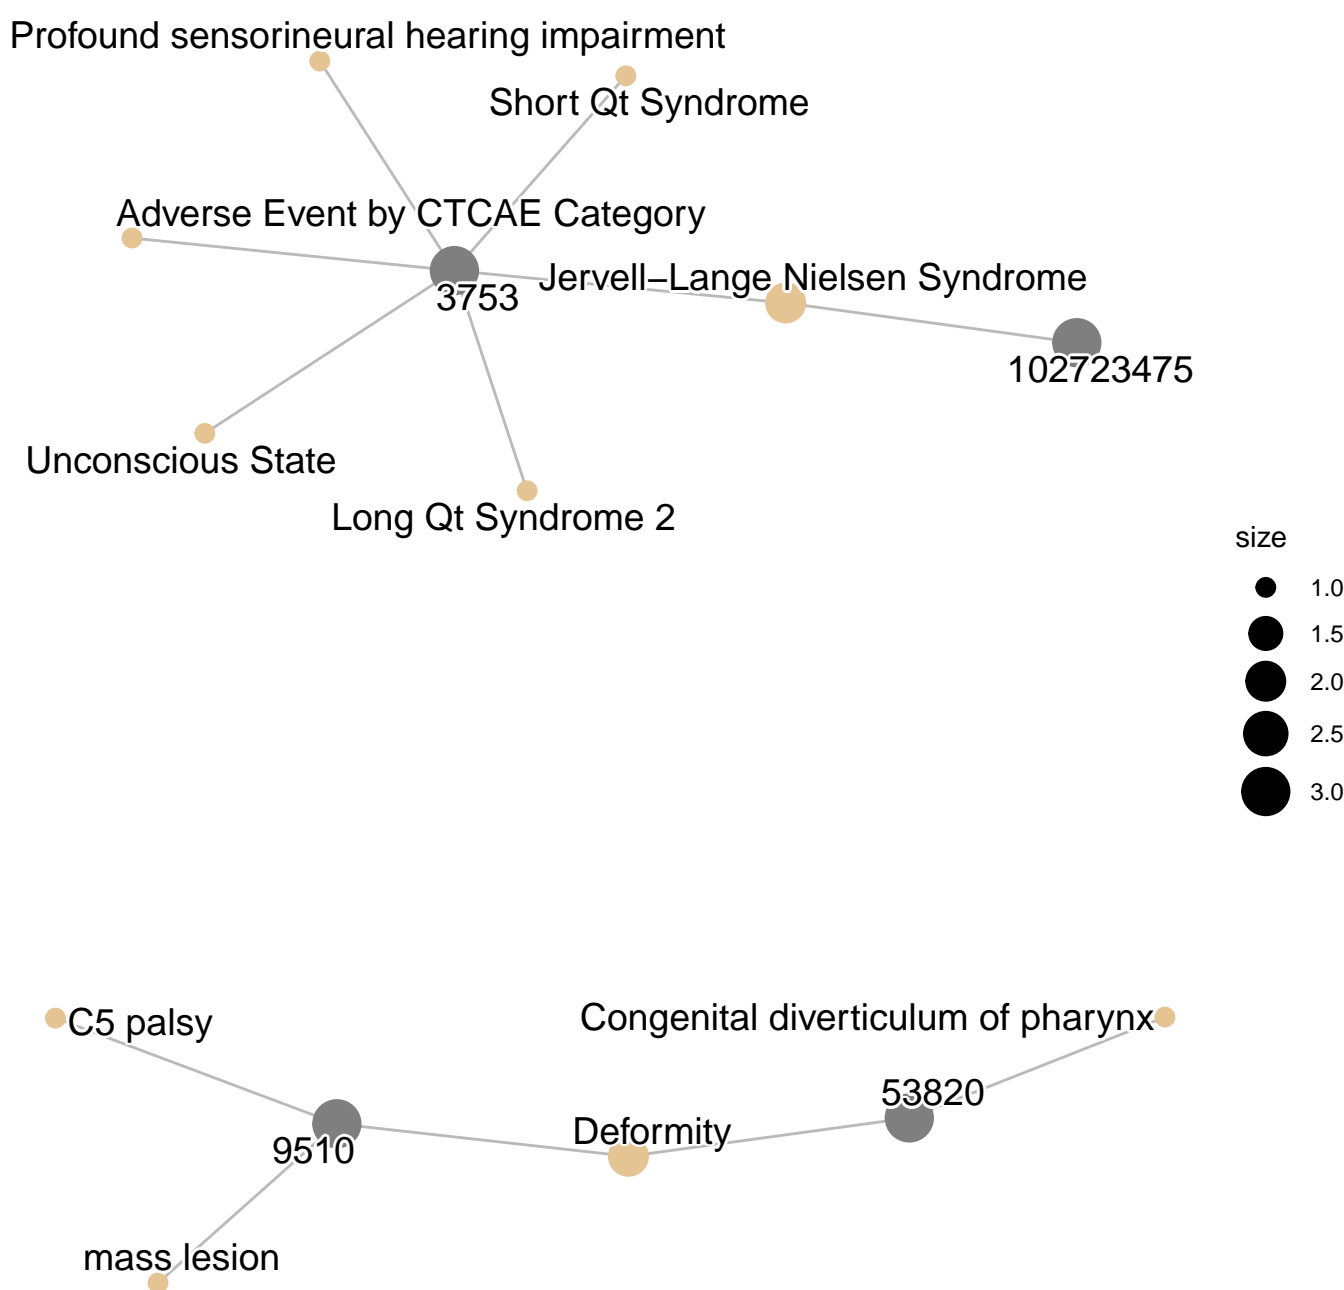 Profound sensorineural hearing impairment
Short Qt Syndrome
Adverse Event by CTCAE Category
Jervell–Lange Nielsen Syndrome
3753
102723475
Unconscious State
Long Qt Syndrome 2
size
1.0
1.5
2.0
2.5
3.0
C5 palsy
Congenital diverticulum of pharynx
53820
Deformity
9510
mass lesion